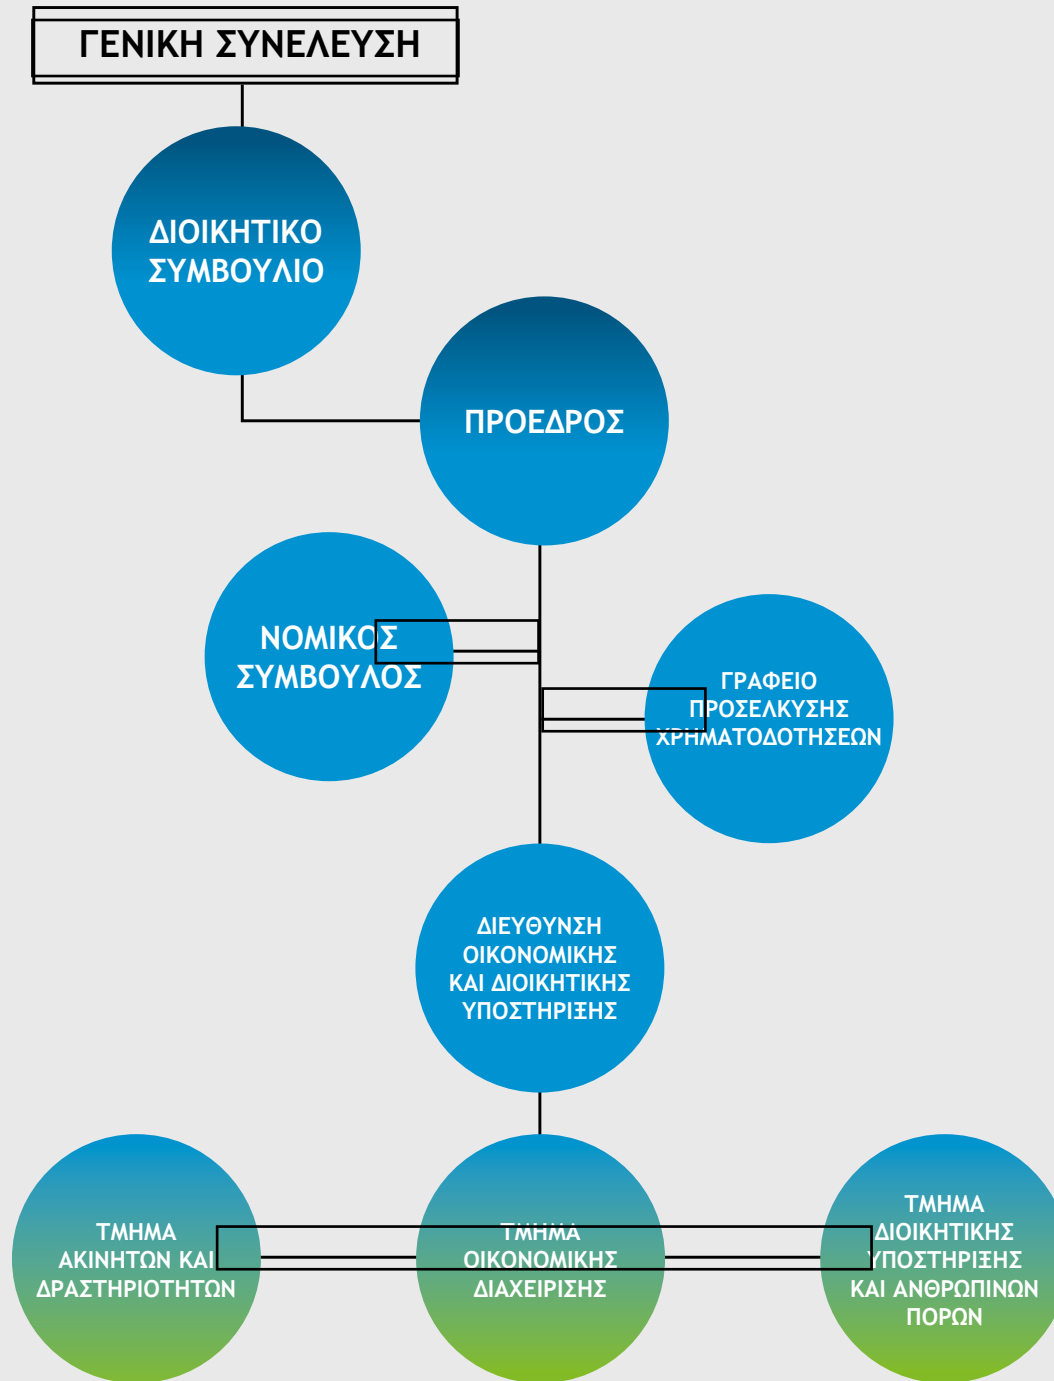 ΓΕΝΙΚΗ ΣΥΝΕΛΕΥΣΗ
ΔΙΟΙΚΗΤΙΚΟ
ΣΥΜΒΟΥΛΙΟ
ΠΡΟΕΔΡΟΣ
ΝΟΜΙΚΟΣ
ΣΥΜΒΟΥΛΟΣ
ΓΡΑΦΕΙΟ
ΠΡΟΣΕΛΚΥΣΗΣ
ΧΡΗΜΑΤΟΔΟΤΗΣΕΩΝ
ΔΙΕΥΘΥΝΣΗ
ΟΙΚΟΝΟΜΙΚΗΣ
ΚΑΙ ΔΙΟΙΚΗΤΙΚΗΣ
ΥΠΟΣΤΗΡΙΞΗΣ
ΤΜΗΜΑ
ΑΚΙΝΗΤΩΝ ΚΑΙ
ΔΡΑΣΤΗΡΙΟΤΗΤΩΝ
ΤΜΗΜΑ
ΟΙΚΟΝΟΜΙΚΗΣ
ΔΙΑΧΕΙΡΙΣΗΣ
ΤΜΗΜΑ
ΔΙΟΙΚΗΤΙΚΗΣ
ΥΠΟΣΤΗΡΙΞΗΣ
ΚΑΙ ΑΝΘΡΩΠΙΝΩΝ
ΠΟΡΩΝ